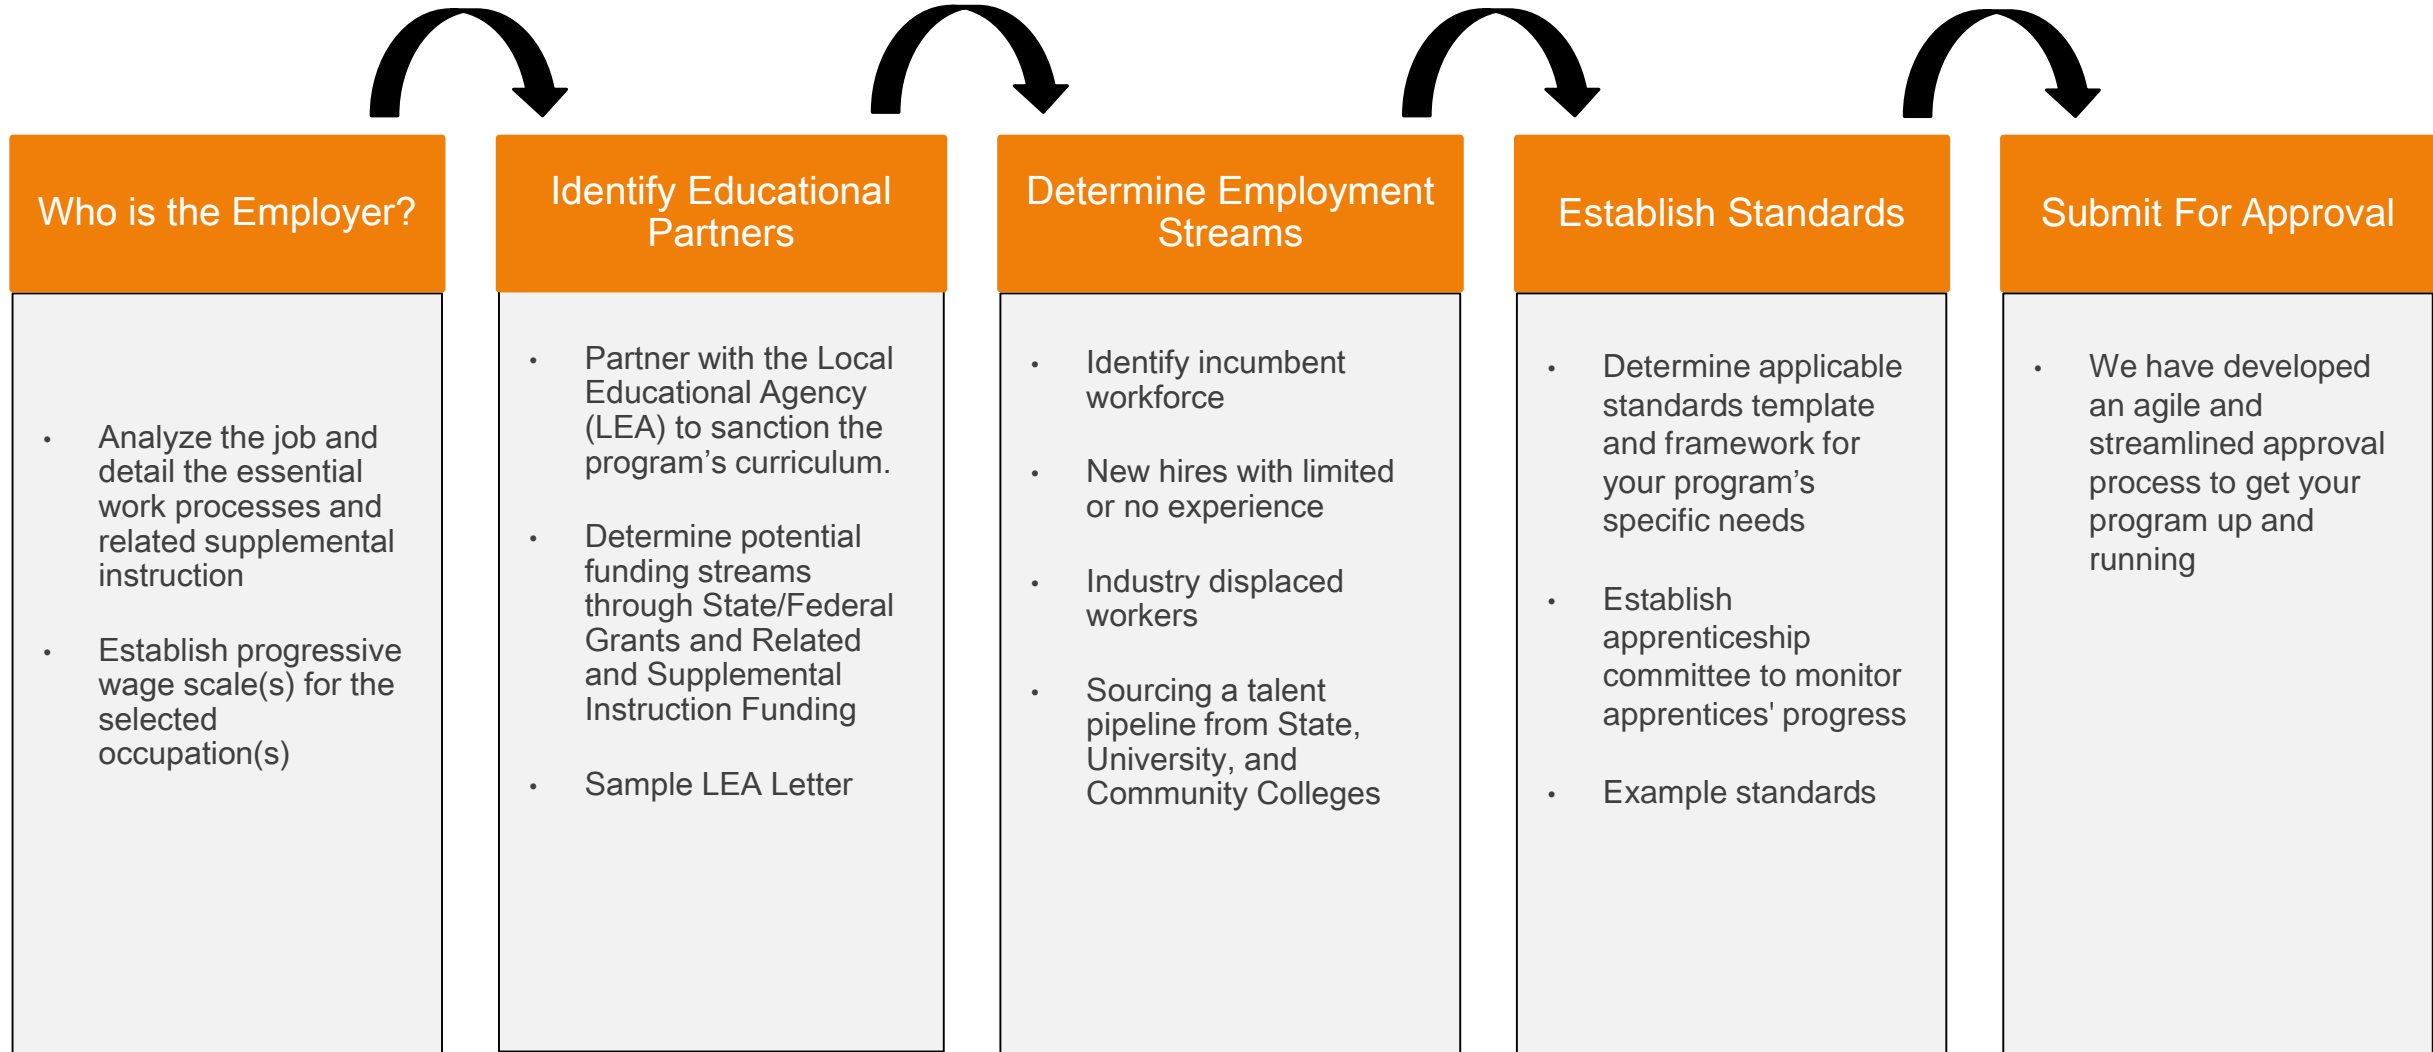 Who is the Employer?
• Analyze the job and
detail the essential
work processes and
related supplemental
instruction
• Establish progressive
wage scale(s) for the
selected
occupation(s)
Identify Educational
Partners
• Partner with the Local
Educational Agency
(LEA) to sanction the
program’s curriculum.
• Determine potential
funding streams
through State/Federal
Grants and Related
and Supplemental
Instruction Funding
• Sample LEA Letter
Determine Employment
Streams
• Identify incumbent
workforce
• New hires with limited
or no experience
• Industry displaced
workers
• Sourcing a talent
pipeline from State,
University, and
Community Colleges
Establish Standards
• Determine applicable
standards template
and framework for
your program’s
specific needs
• Establish
apprenticeship
committee to monitor
apprentices' progress
• Example standards
Submit For Approval
• We have developed
an agile and
streamlined approval
process to get your
program up and
running